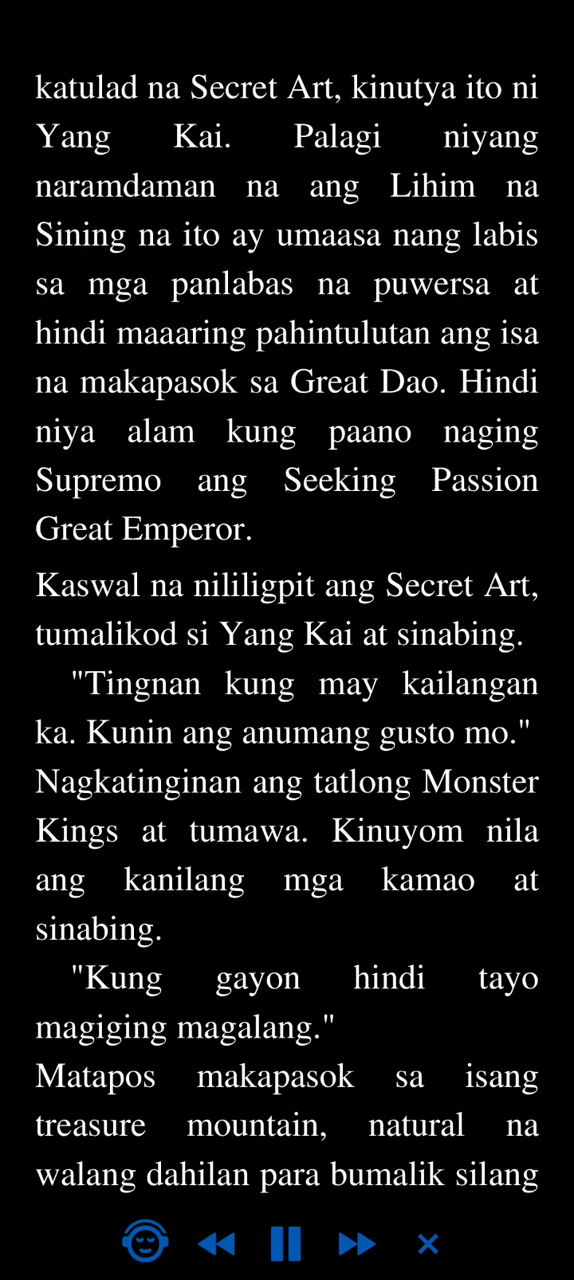 katulad na Secret Art, kinutya ito ni
Yang Kai. Palagi niyang
naramdaman na ang Lihim na
Sining na ito ay umaasa nang labis
sa mga panlabas na puwersa at
hindi maaaring pahintulutan ang isa
na makapasok sa Great Dao. Hindi
niya alam kung paano naging
Supremo ang Seeking Passion
Great Emperor.
Kaswal na nililigpit ang Secret Art,
tumalikod si Yang Kai at sinabing.
"Tingnan kung may kailangan
ka. Kunin ang anumang gusto mo."
Nagkatinginan ang tatlong Monster
Kings at tumawa. Kinuyom nila
ang kanilang mga kamao at
sinabing.
"Kung gayon hindi tayo
magiging magalang."
Matapos makapasok sa isang
treasure mountain, natural na
walang dahilan para bumalik silang